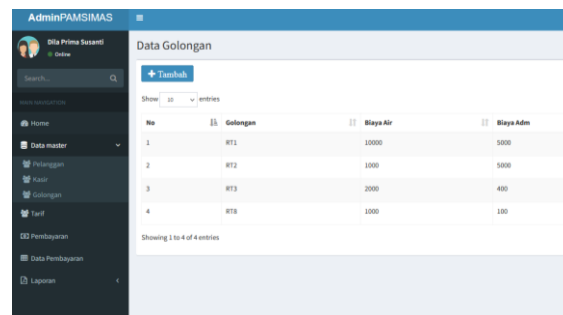 AdminPAMSIMAS
Dila Prima Susanti
Online
Search...
MAIN NAVIGATION
Home
Data master
Pelanggan
Kasir
Golongan
Tarif
Pembayaran
Data Pembayaran
Laporan
Data Golongan
+ Tambah
Show 10 entries
No Golongan Biaya Air Biaya Adm
1 RT1 10000 5000
2 RT2 1000 5000
3 RT3 2000 400
4 RT8 1000 100
Showing 1 to 4 of 4 entries